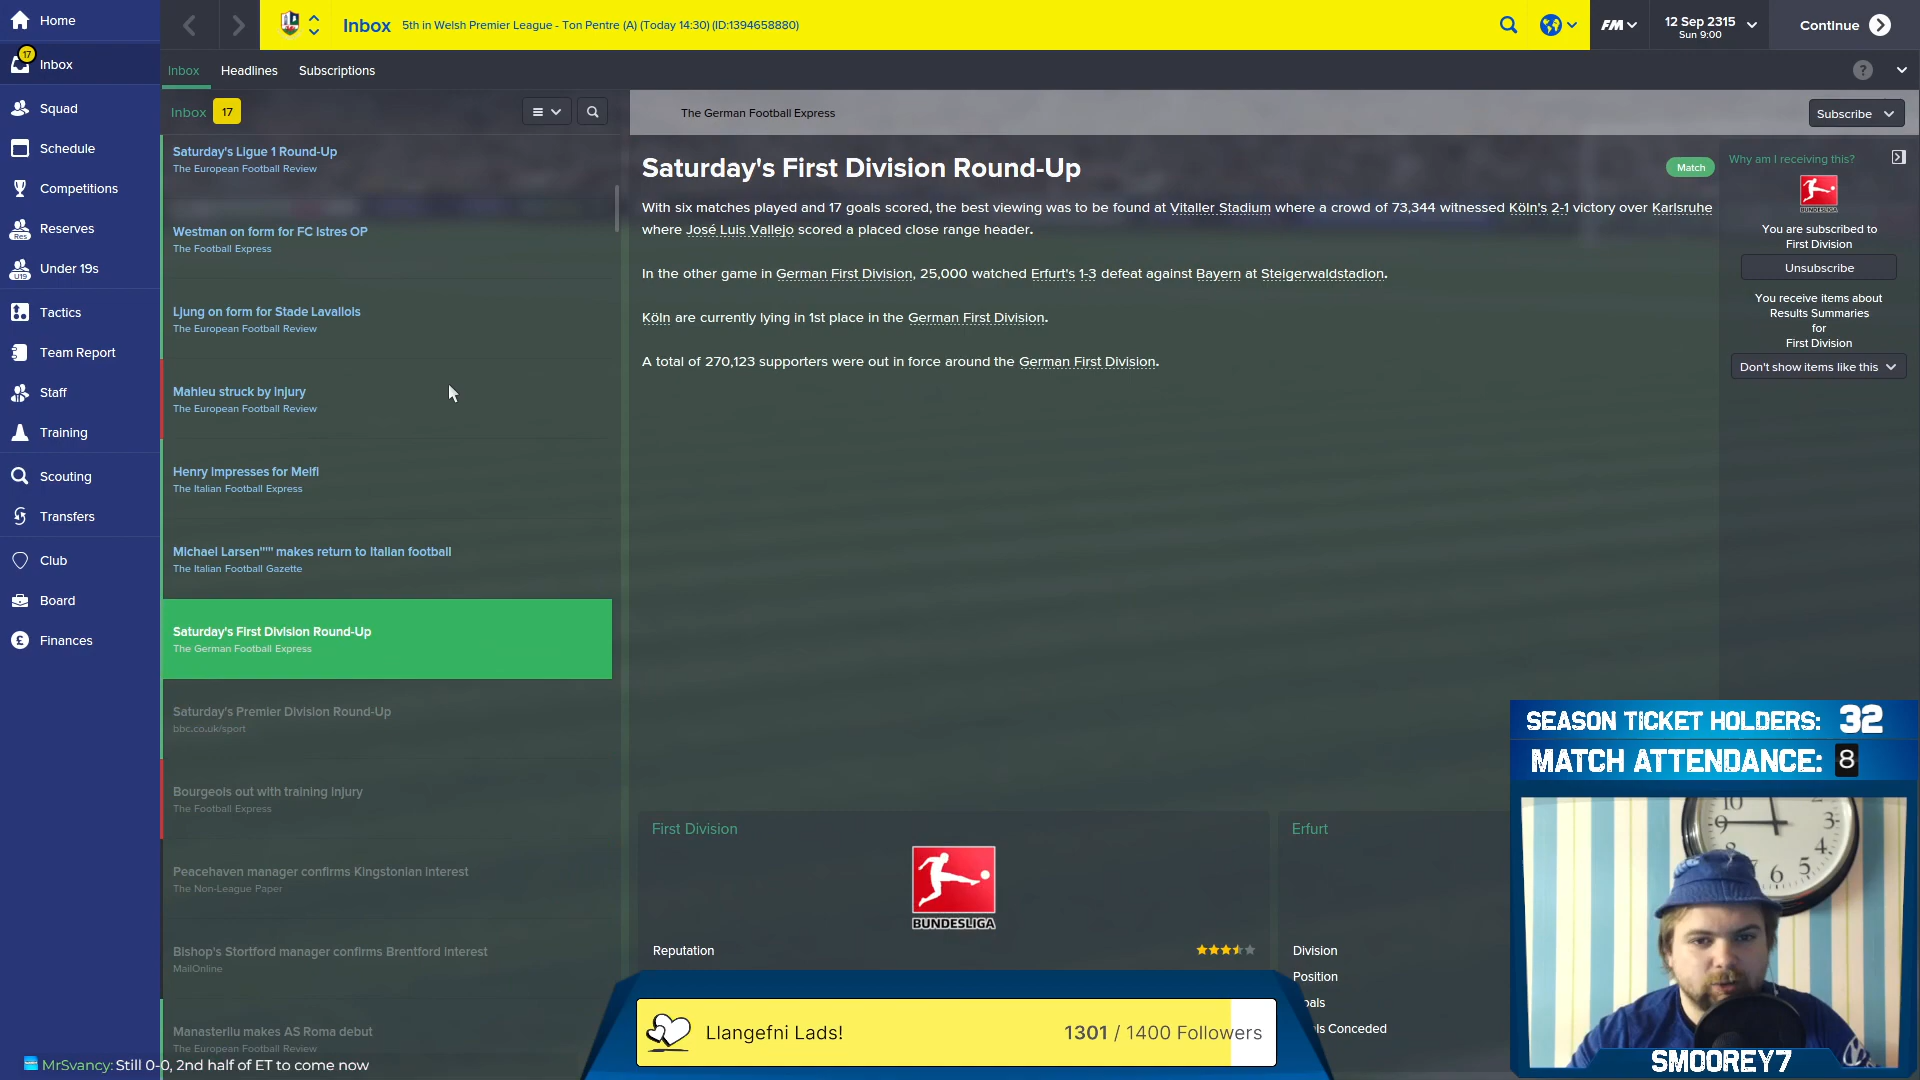 Home
Inbox
5th in Welsh Premier League - Ton Pentre (A) (Today 14:30) (ID:1394658880)
FM
12 Sep 2315
Sun 9:00
Continue
17
Inbox
Squad
Schedule
Competitions
Res
Reserves
U19
Under 19s
Tactics
Team Report
Staff
Training
Scouting
Transfers
Club
Board
£
Finances
Inbox
Headlines
Subscriptions
?
Inbox
17
Saturday's Ligue 1 Round-Up
The European Football Review
Westman on form for FC Istres OP
The Football Express
Ljung on form for Stade Lavallois
The European Football Review
Mahieu struck by injury
The European Football Review
Henry impresses for Melfi
The Italian Football Express
Michael Larsen""" makes return to Italian football
The Italian Football Gazette
Saturday's First Division Round-Up
The German Football Express
Saturday's Premier Division Round-Up
bbc.co.uk/sport
Bourgeois out with training injury
The Football Express
Peacehaven manager confirms Kingstonian interest
The Non-League Paper
Bishop's Stortford manager confirms Brentford interest
MailOnline
Manasterliu makes AS Roma debut
The European Football Review
MrSvancy: Still 0-0, 2nd half of ET to come now
The German Football Express
Subscribe
Saturday's First Division Round-Up
Match
With six matches played and 17 goals scored, the best viewing was to be found at Vitaller Stadium where a crowd of 73,344 witnessed Köln's 2-1 victory over Karlsruhe
where José Luis Vallejo scored a placed close range header.
In the other game in German First Division, 25,000 watched Erfurt's 1-3 defeat against Bayern at Steigerwaldstadion.
Köln are currently lying in 1st place in the German First Division.
A total of 270,123 supporters were out in force around the German First Division.
Why am I receiving this?
BUNDESLIGA
You are subscribed to
First Division
Unsubscribe
You receive items about
Results Summaries
for
First Division
Don't show items like this
First Division
BUNDESLIGA
Reputation
Erfurt
Division
Position
oals
ls Conceded
Llangefni Lads!
1301 / 1400 Followers
SEASON TICKET HOLDERS: 32
MATCH ATTENDANCE: 8
10
9
3
5
6
SMOOREY7